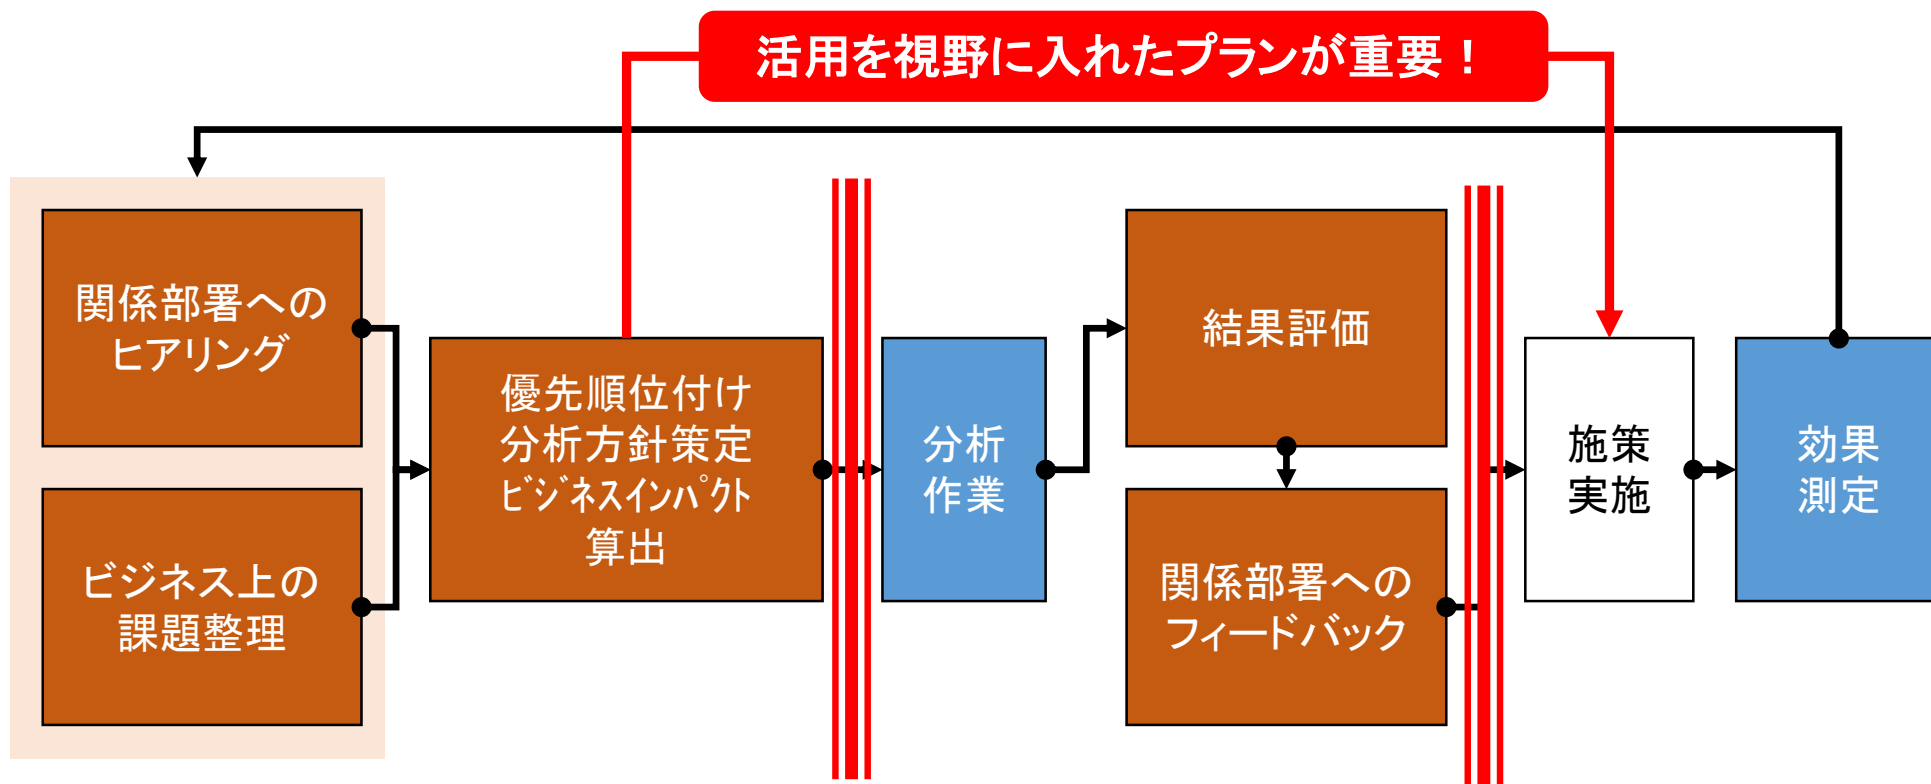 活用を視野に入れたプランが重要！
関係部署への
ヒアリング
ビジネス上の
課題整理
優先順位付け
分析方針策定
ﾋﾞｼﾞﾈｽｲﾝﾊﾟｸﾄ
算出
分析
作業
結果評価
関係部署への
フィードバック
施策
実施
効果
測定